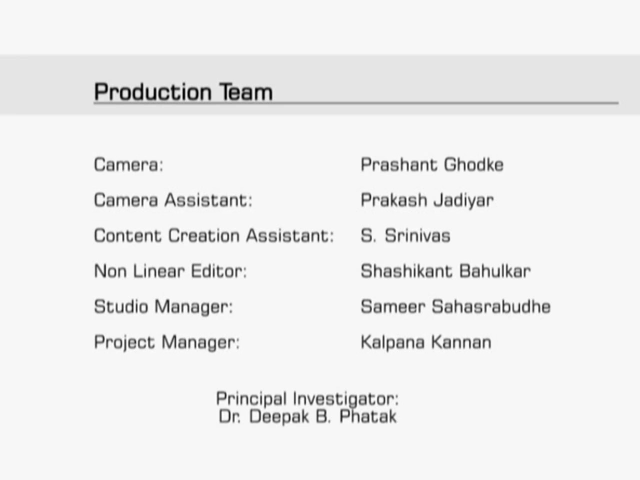 Production Team
Camera: Prashant Ghodke
Camera Assistant: Prakash Jadiyar
Content Creation Assistant: S. Srinivas
Non Linear Editor: Shashikant Bahulkar
Studio Manager: Sameer Sahasrabudhe
Project Manager: Kalpana Kannan
Principal Investigator:
Dr. Deepak B. Phatak